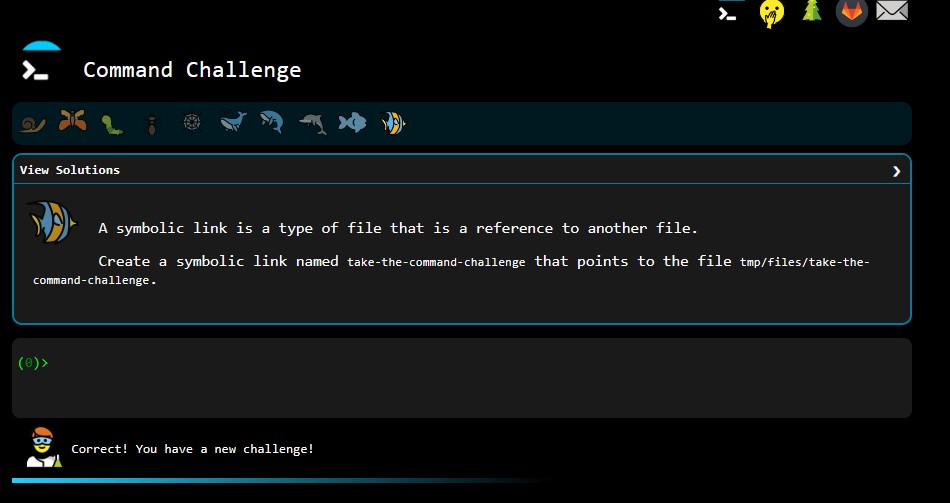 Command Challenge
View Solutions
A symbolic link is a type of file that is a reference to another file.
Create a symbolic link named take-the-command-challenge that points to the file tmp/files/take-the-
command-challenge.
(0)>
Correct! You have a new challenge!